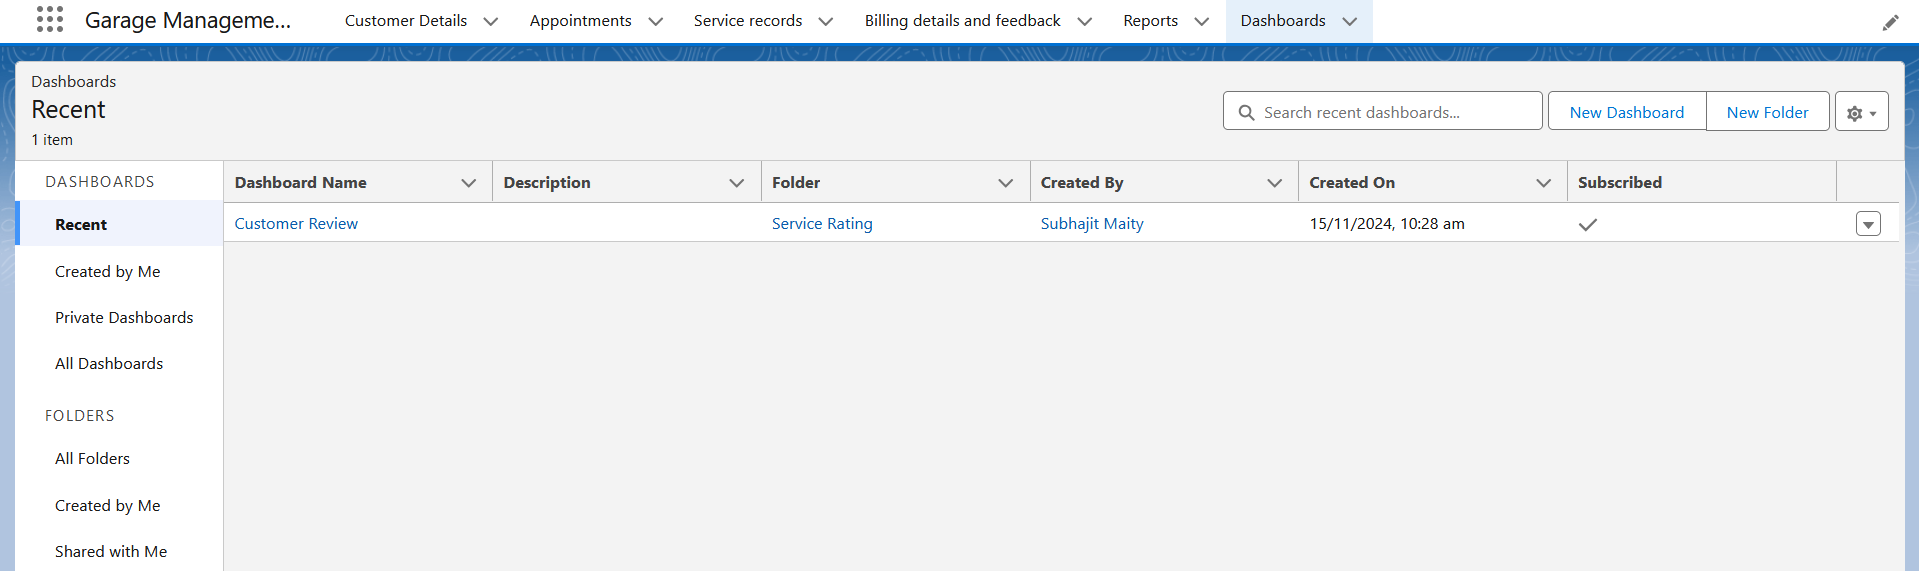 Garage Manageme... Customer Details Appointments Service records Billing details and feedback Reports Dashboards
Dashboards
Recent
1 item
Search recent dashboards... New Dashboard New Folder
DASHBOARDS
Recent
Created by Me
Private Dashboards
All Dashboards
FOLDERS
All Folders
Created by Me
Shared with Me
Dashboard Name Description Folder Created By Created On Subscribed
Customer Review Service Rating Subhajit Maity 15/11/2024, 10:28 am